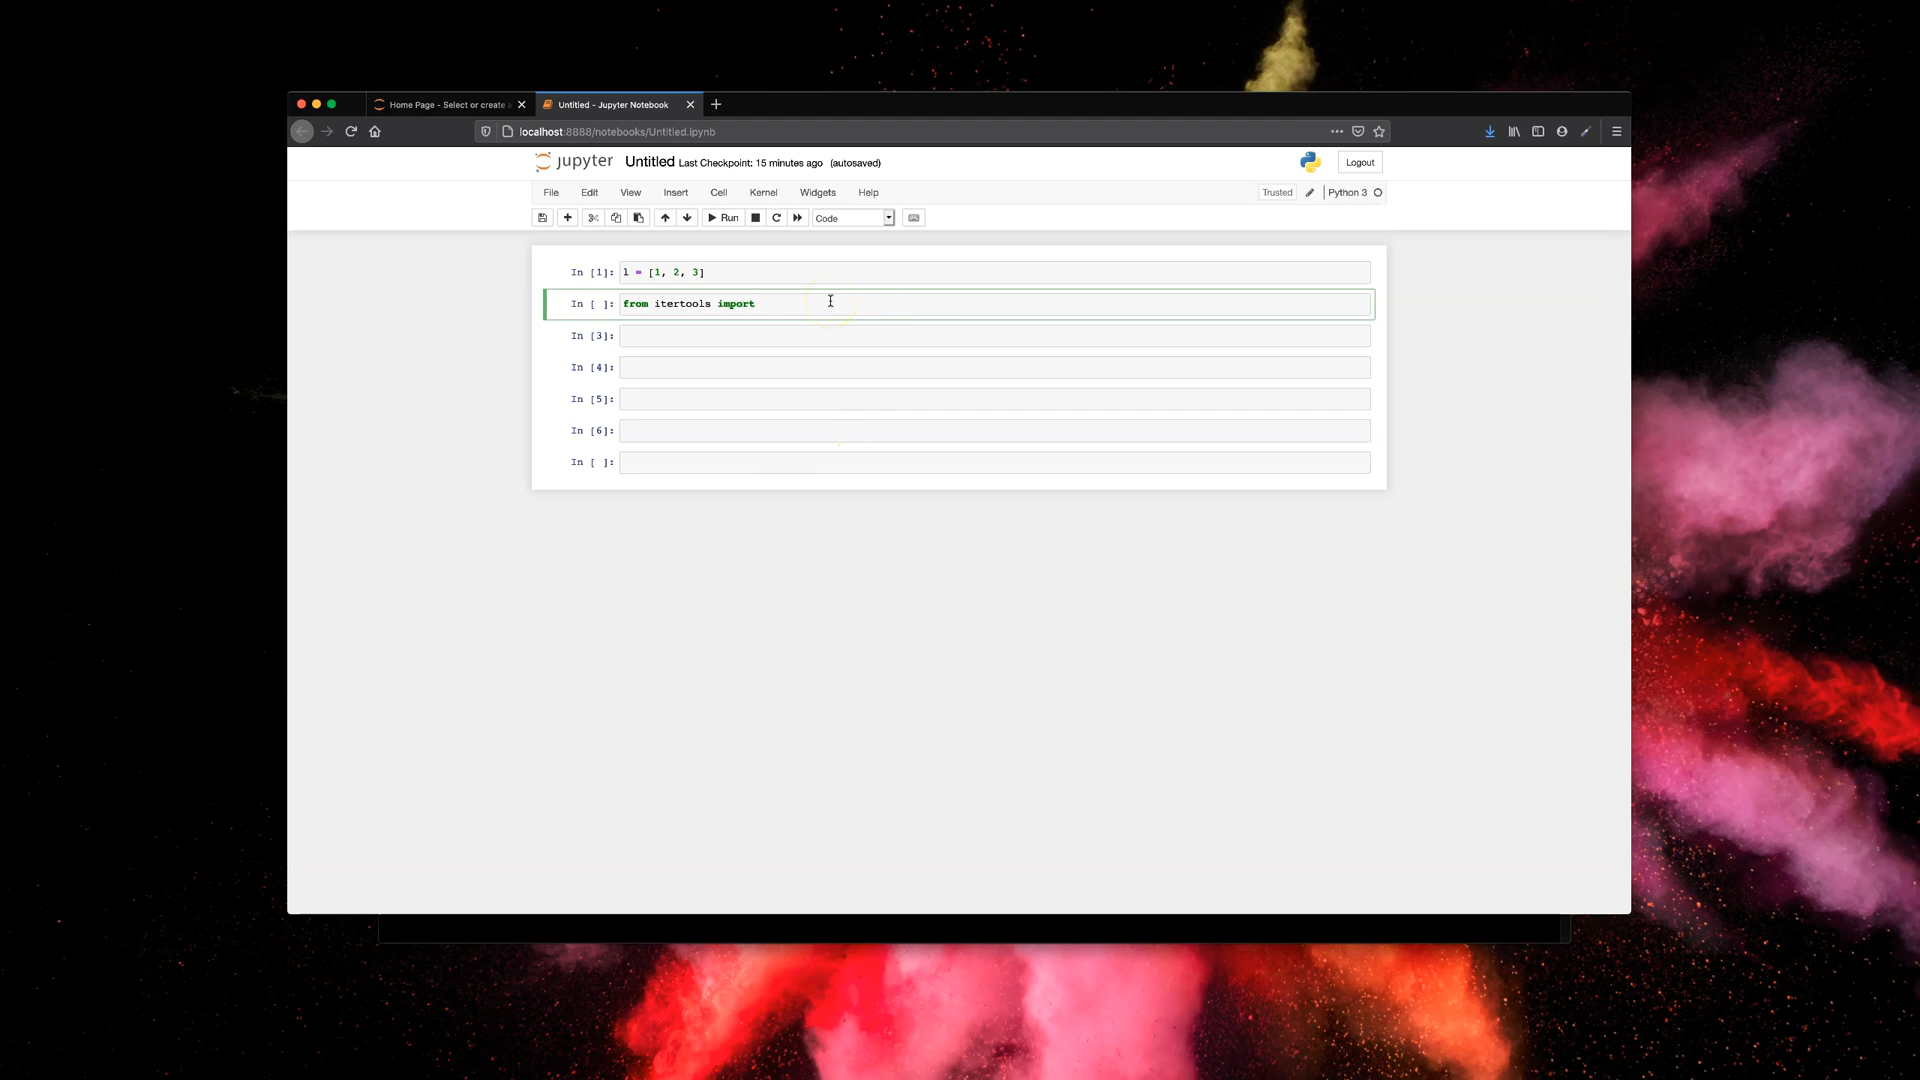 Home Page - Select or create a
Untitled - Jupyter Notebook
localhost:8888/notebooks/Untitled.ipynb
jupyter Untitled Last Checkpoint: 15 minutes ago (autosaved)
Logout
File Edit View Insert Cell Kernel Widgets Help
Trusted Python 3
Run Code
In [1]: l = [1, 2, 3]
In [ ]: from itertools import
In [3]:
In [4]:
In [5]:
In [6]:
In [ ]: